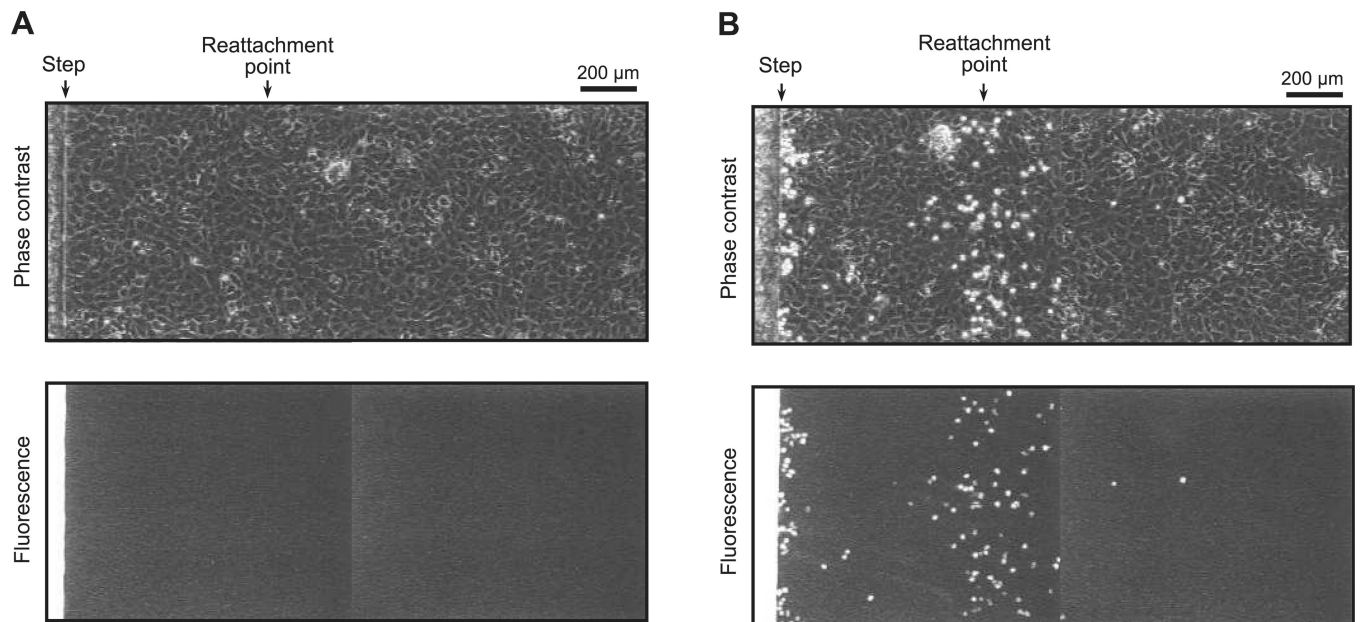 A
Step
Reattachment
point
200 µm
Phase contrast
Fluorescence
B
Step
Reattachment
point
200 µm
Phase contrast
Fluorescence